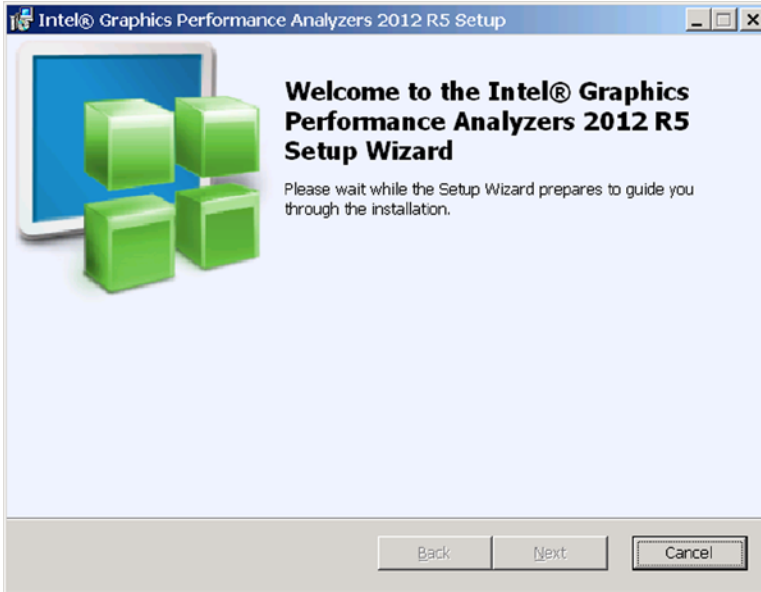 Intel® Graphics Performance Analyzers 2012 R5 Setup
Welcome to the Intel® Graphics
Performance Analyzers 2012 R5
Setup Wizard
Please wait while the Setup Wizard prepares to guide you
through the installation.
Back
Next
Cancel